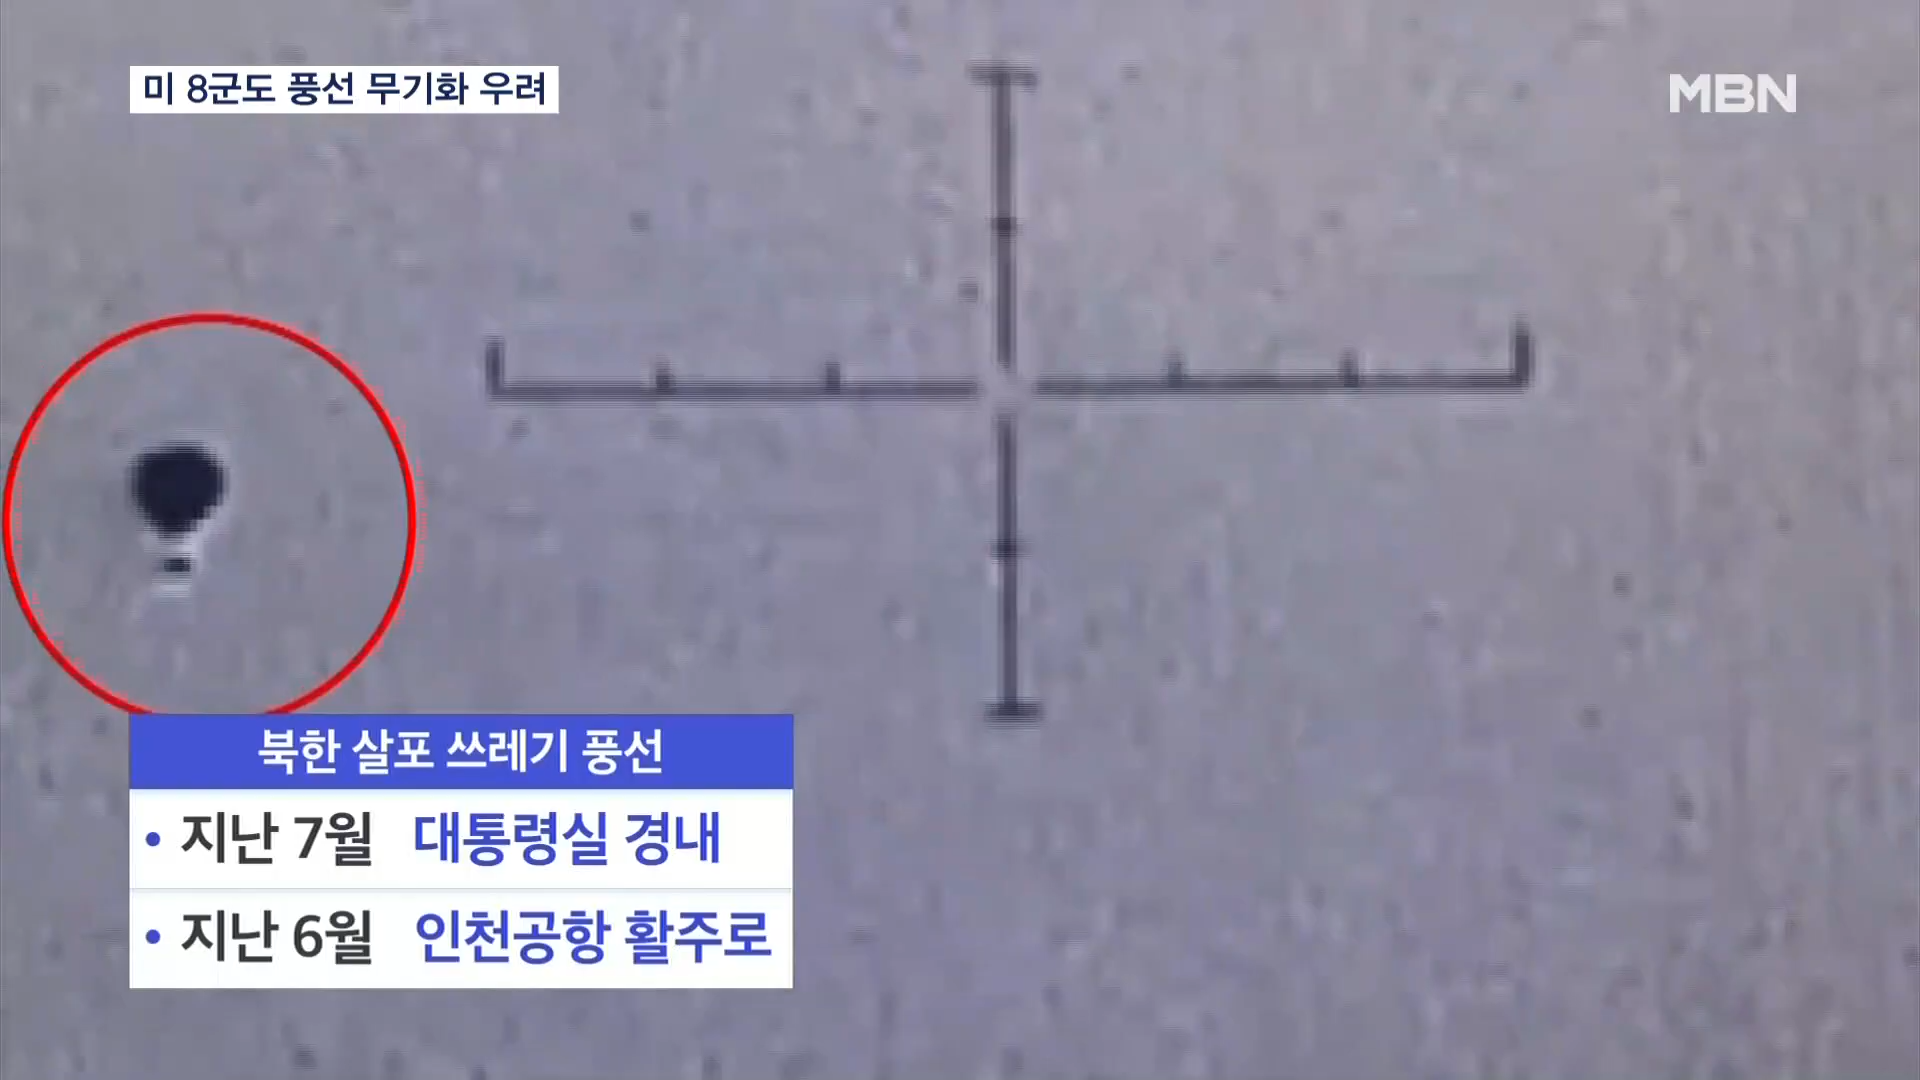 미 8군도 풍선 무기화 우려
MBN
북한 살포 쓰레기 풍선
• 지난 7월 대통령실 경내
• 지난 6월 인천공항 활주로